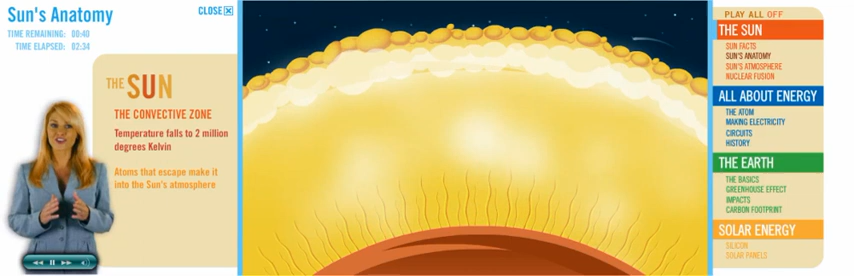 Sun's Anatomy
CLOSE
TIME REMAINING: 00:40
TIME ELAPSED: 02:34
THE SUN
THE CONVECTIVE ZONE
Temperature falls to 2 million
degrees Kelvin
Atoms that escape make it
into the Sun's atmosphere
PLAY ALL OFF
THE SUN
SUN FACTS
SUN'S ANATOMY
SUN'S ATMOSPHERE
NUCLEAR FUSION
ALL ABOUT ENERGY
THE ATOM
MAKING ELECTRICITY
CIRCUITS
HISTORY
THE EARTH
THE BASICS
GREENHOUSE EFFECT
IMPACTS
CARBON FOOTPRINT
SOLAR ENERGY
SILICON
SOLAR PANELS